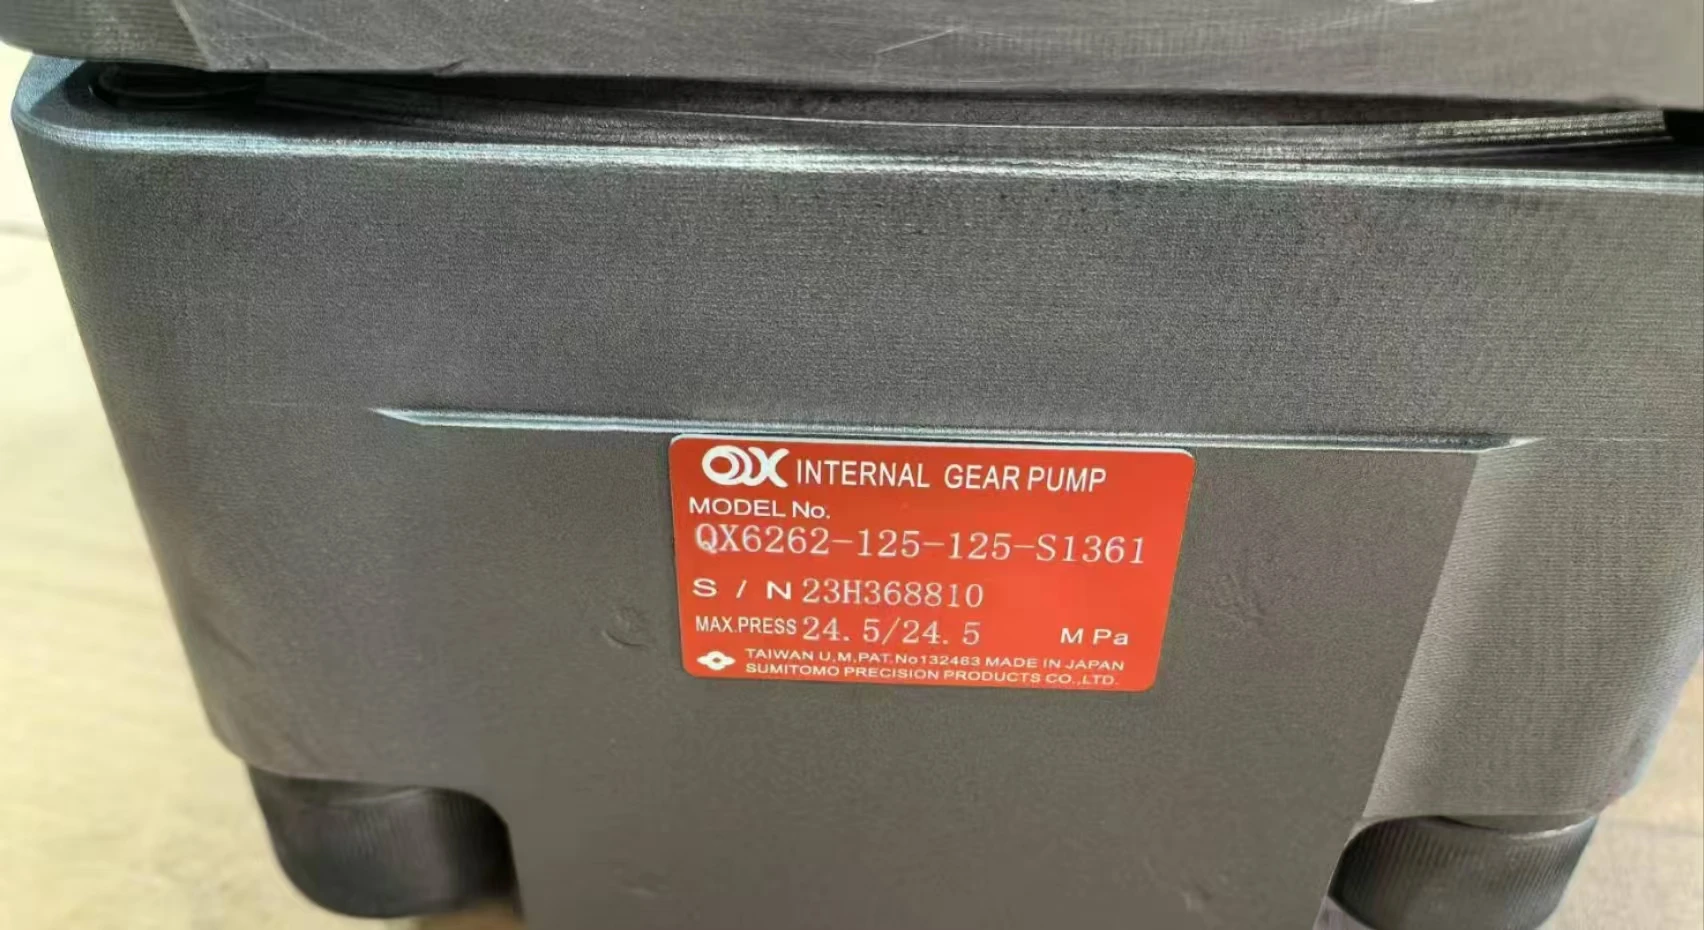 QX INTERNAL GEAR PUMP
MODEL No.
QX6262-125-125-S1361
S / N 23H368810
MAX.PRESS 24.5/24.5 MPa
TAIWAN U,M,PAT,No132463 MADE IN JAPAN
SUMITOMO PRECISION PRODUCTS CO.,LTD.